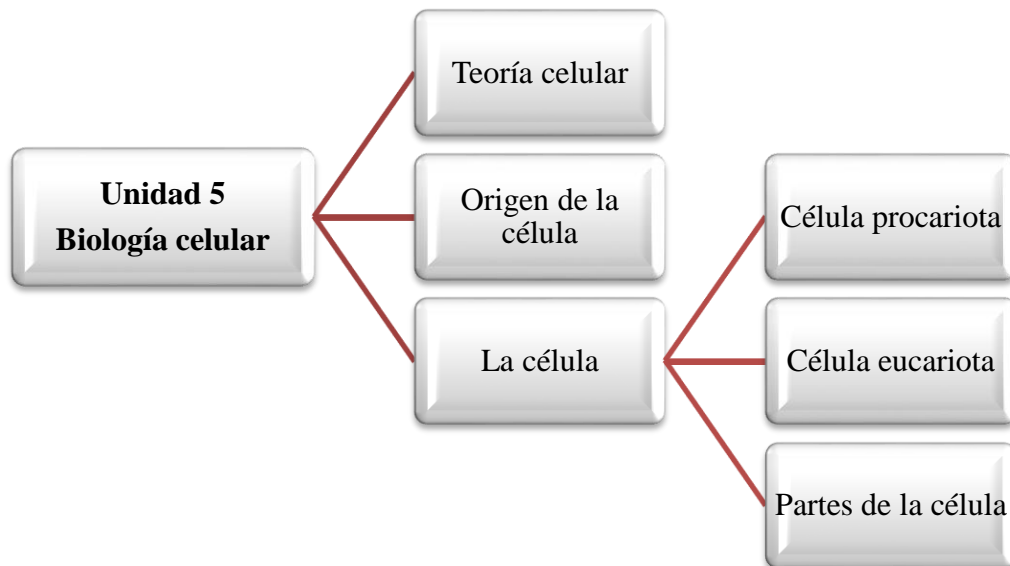 Teoría celular
Unidad 5
Biología celular
Origen de la
célula
La célula
Célula procariota
Célula eucariota
Partes de la célula